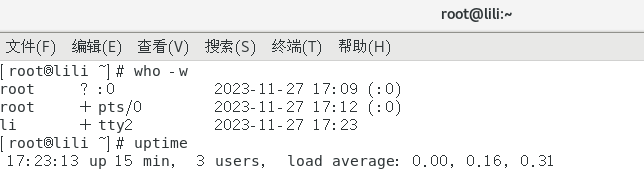 root@lili:~
文件(F) 编辑(E) 查看(V) 搜索(S) 终端(T) 帮助(H)
[root@lili ~]# who -w
root ? :0 2023-11-27 17:09 (:0)
root + pts/0 2023-11-27 17:12 (:0)
li + tty2 2023-11-27 17:23
[root@lili ~]# uptime
17:23:13 up 15 min, 3 users, load average: 0.00, 0.16, 0.31